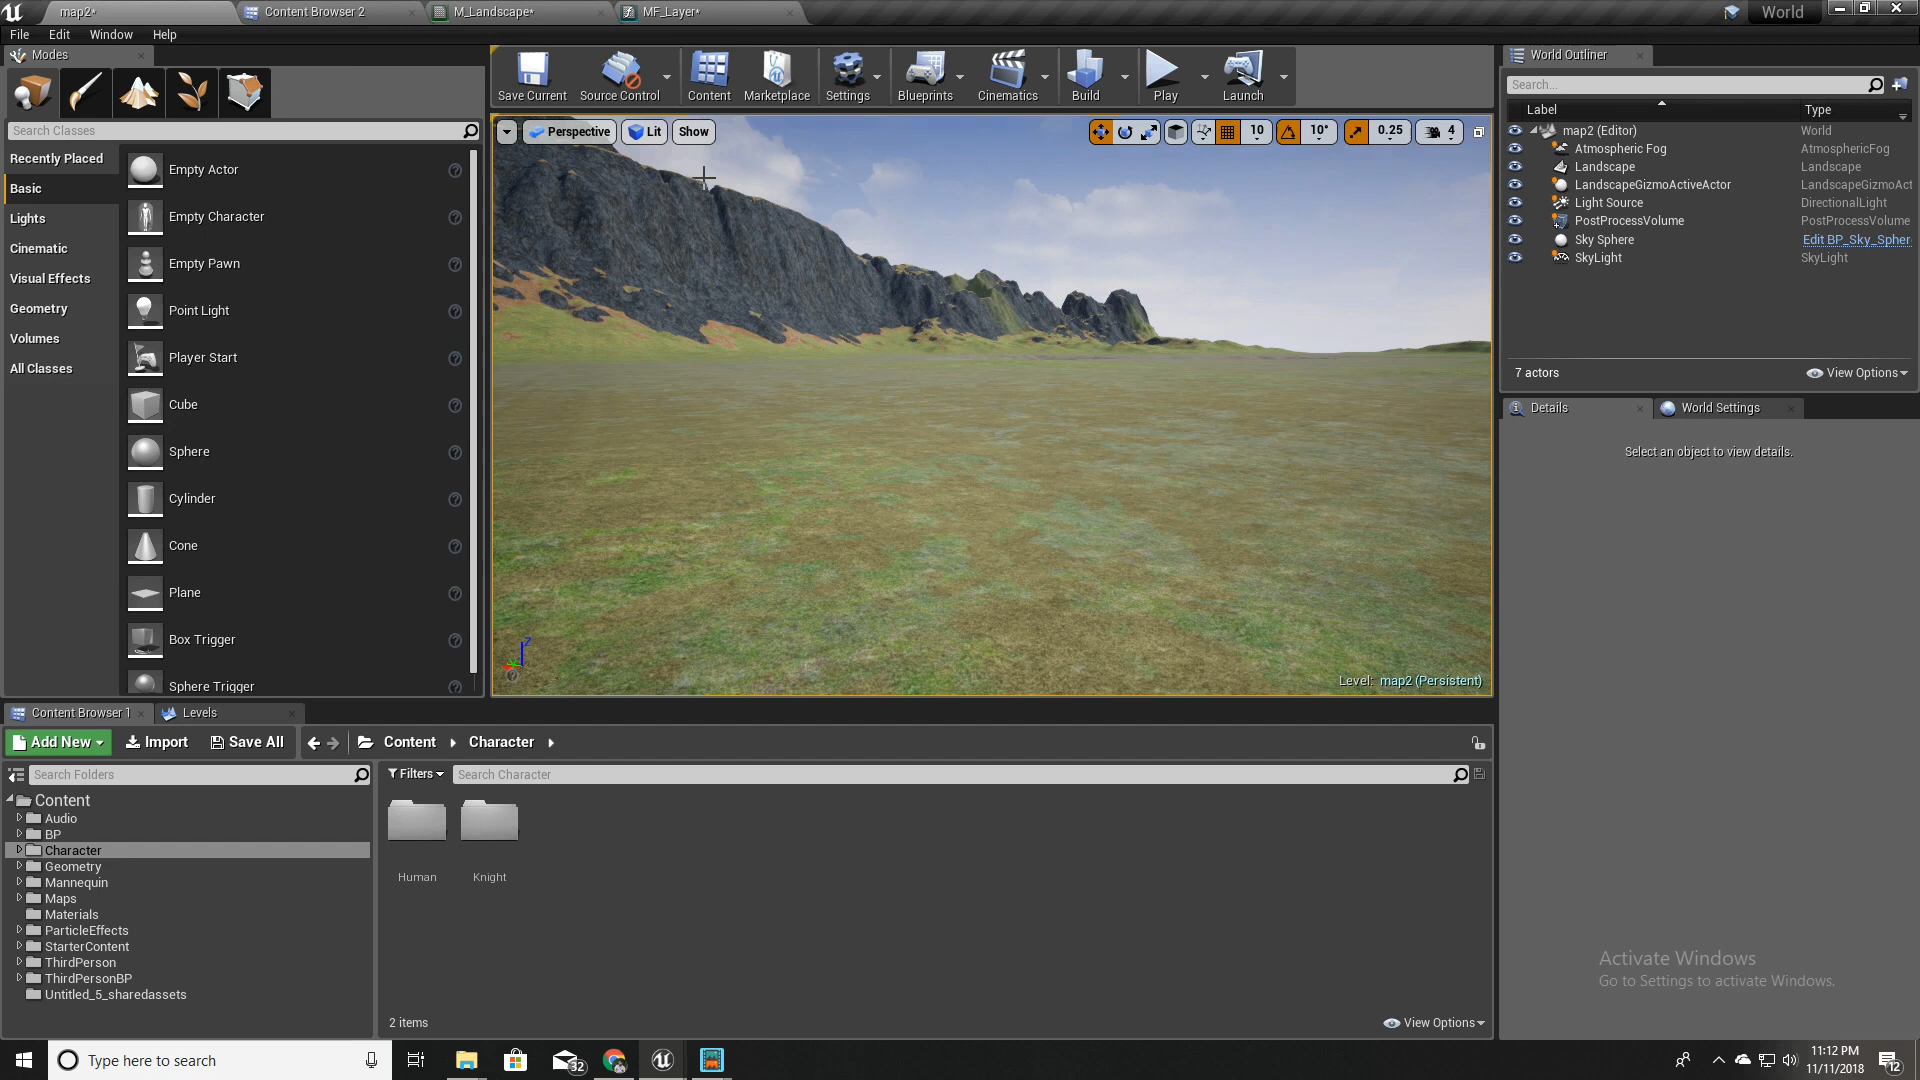 map2*
Content Browser 2
M_Landscape*
MF_Layer*
World
File Edit Window Help
Modes
Save Current
Source Control
Content
Marketplace
Settings
Blueprints
Cinematics
Build
Play
Launch
Search Classes
Recently Placed
Basic
Lights
Cinematic
Visual Effects
Geometry
Volumes
All Classes
Empty Actor
Empty Character
Empty Pawn
Point Light
Player Start
Cube
Sphere
Cylinder
Cone
Plane
Box Trigger
Sphere Trigger
Perspective
Lit
Show
10
10°
0.25
4
Z
Level: map2 (Persistent)
World Outliner
Search...
Label Type
map2 (Editor) World
Atmospheric Fog AtmosphericFog
Landscape Landscape
LandscapeGizmoActiveActor LandscapeGizmoAct
Light Source DirectionalLight
PostProcessVolume PostProcessVolume
Sky Sphere Edit BP_Sky_Spher
SkyLight SkyLight
7 actors
View Options
Details
World Settings
Select an object to view details.
Content Browser 1
Levels
Add New
Import
Save All
Content
Character
Search Folders
Filters
Search Character
Content
Audio
BP
Character
Geometry
Mannequin
Maps
Materials
ParticleEffects
StarterContent
ThirdPerson
ThirdPersonBP
Untitled_5_sharedassets
Human
Knight
2 items
View Options
Activate Windows
Go to Settings to activate Windows.
Type here to search
32
11:12 PM
11/11/2018
12